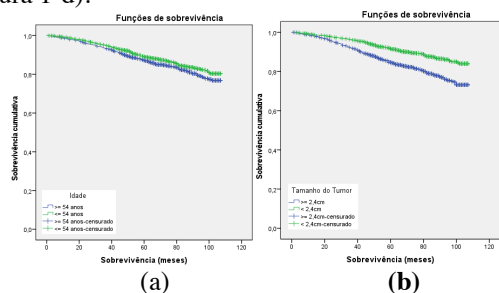 ura 1-d).
Funções de sobrevivência
Sobrevivência cumulativa
1,0
0,8
0,6
0,4
0,2
0,0
Idade
>= 54 anos
<= 54 anos
>= 54 anos-censurado
<= 54 anos-censurado
0 20 40 60 80 100 120
Sobrevivência (meses)
(a)
Funções de sobrevivência
Sobrevivência cumulativa
1,0
0,8
0,6
0,4
0,2
0,0
Tamanho do Tumor
>= 2,4cm
< 2,4cm
>= 2,4cm-censurado
< 2,4cm-censurado
0 20 40 60 80 100 120
Sobrevivência (meses)
(b)